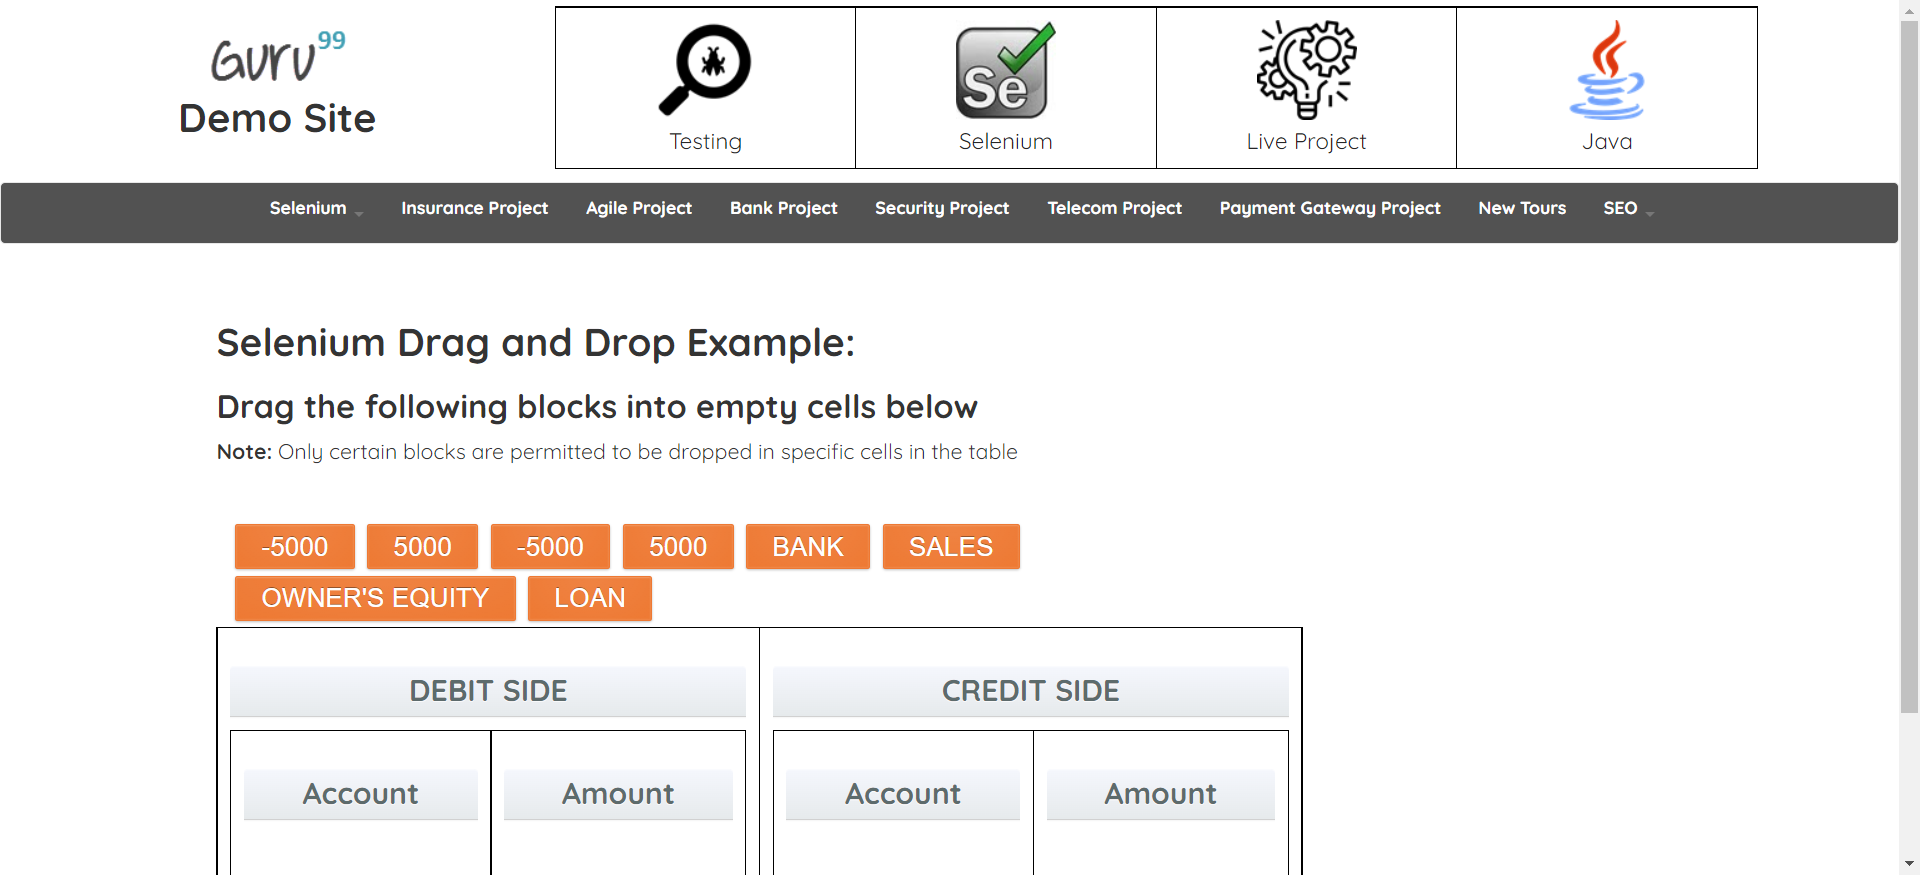 Guru99
Demo Site
Testing
Se
Selenium
Live Project
Java
Selenium Insurance Project Agile Project Bank Project Security Project Telecom Project Payment Gateway Project New Tours SEO
Selenium Drag and Drop Example:
Drag the following blocks into empty cells below
Note: Only certain blocks are permitted to be dropped in specific cells in the table
-5000 5000 -5000 5000 BANK SALES
OWNER'S EQUITY LOAN
DEBIT SIDE CREDIT SIDE
Account Amount Account Amount